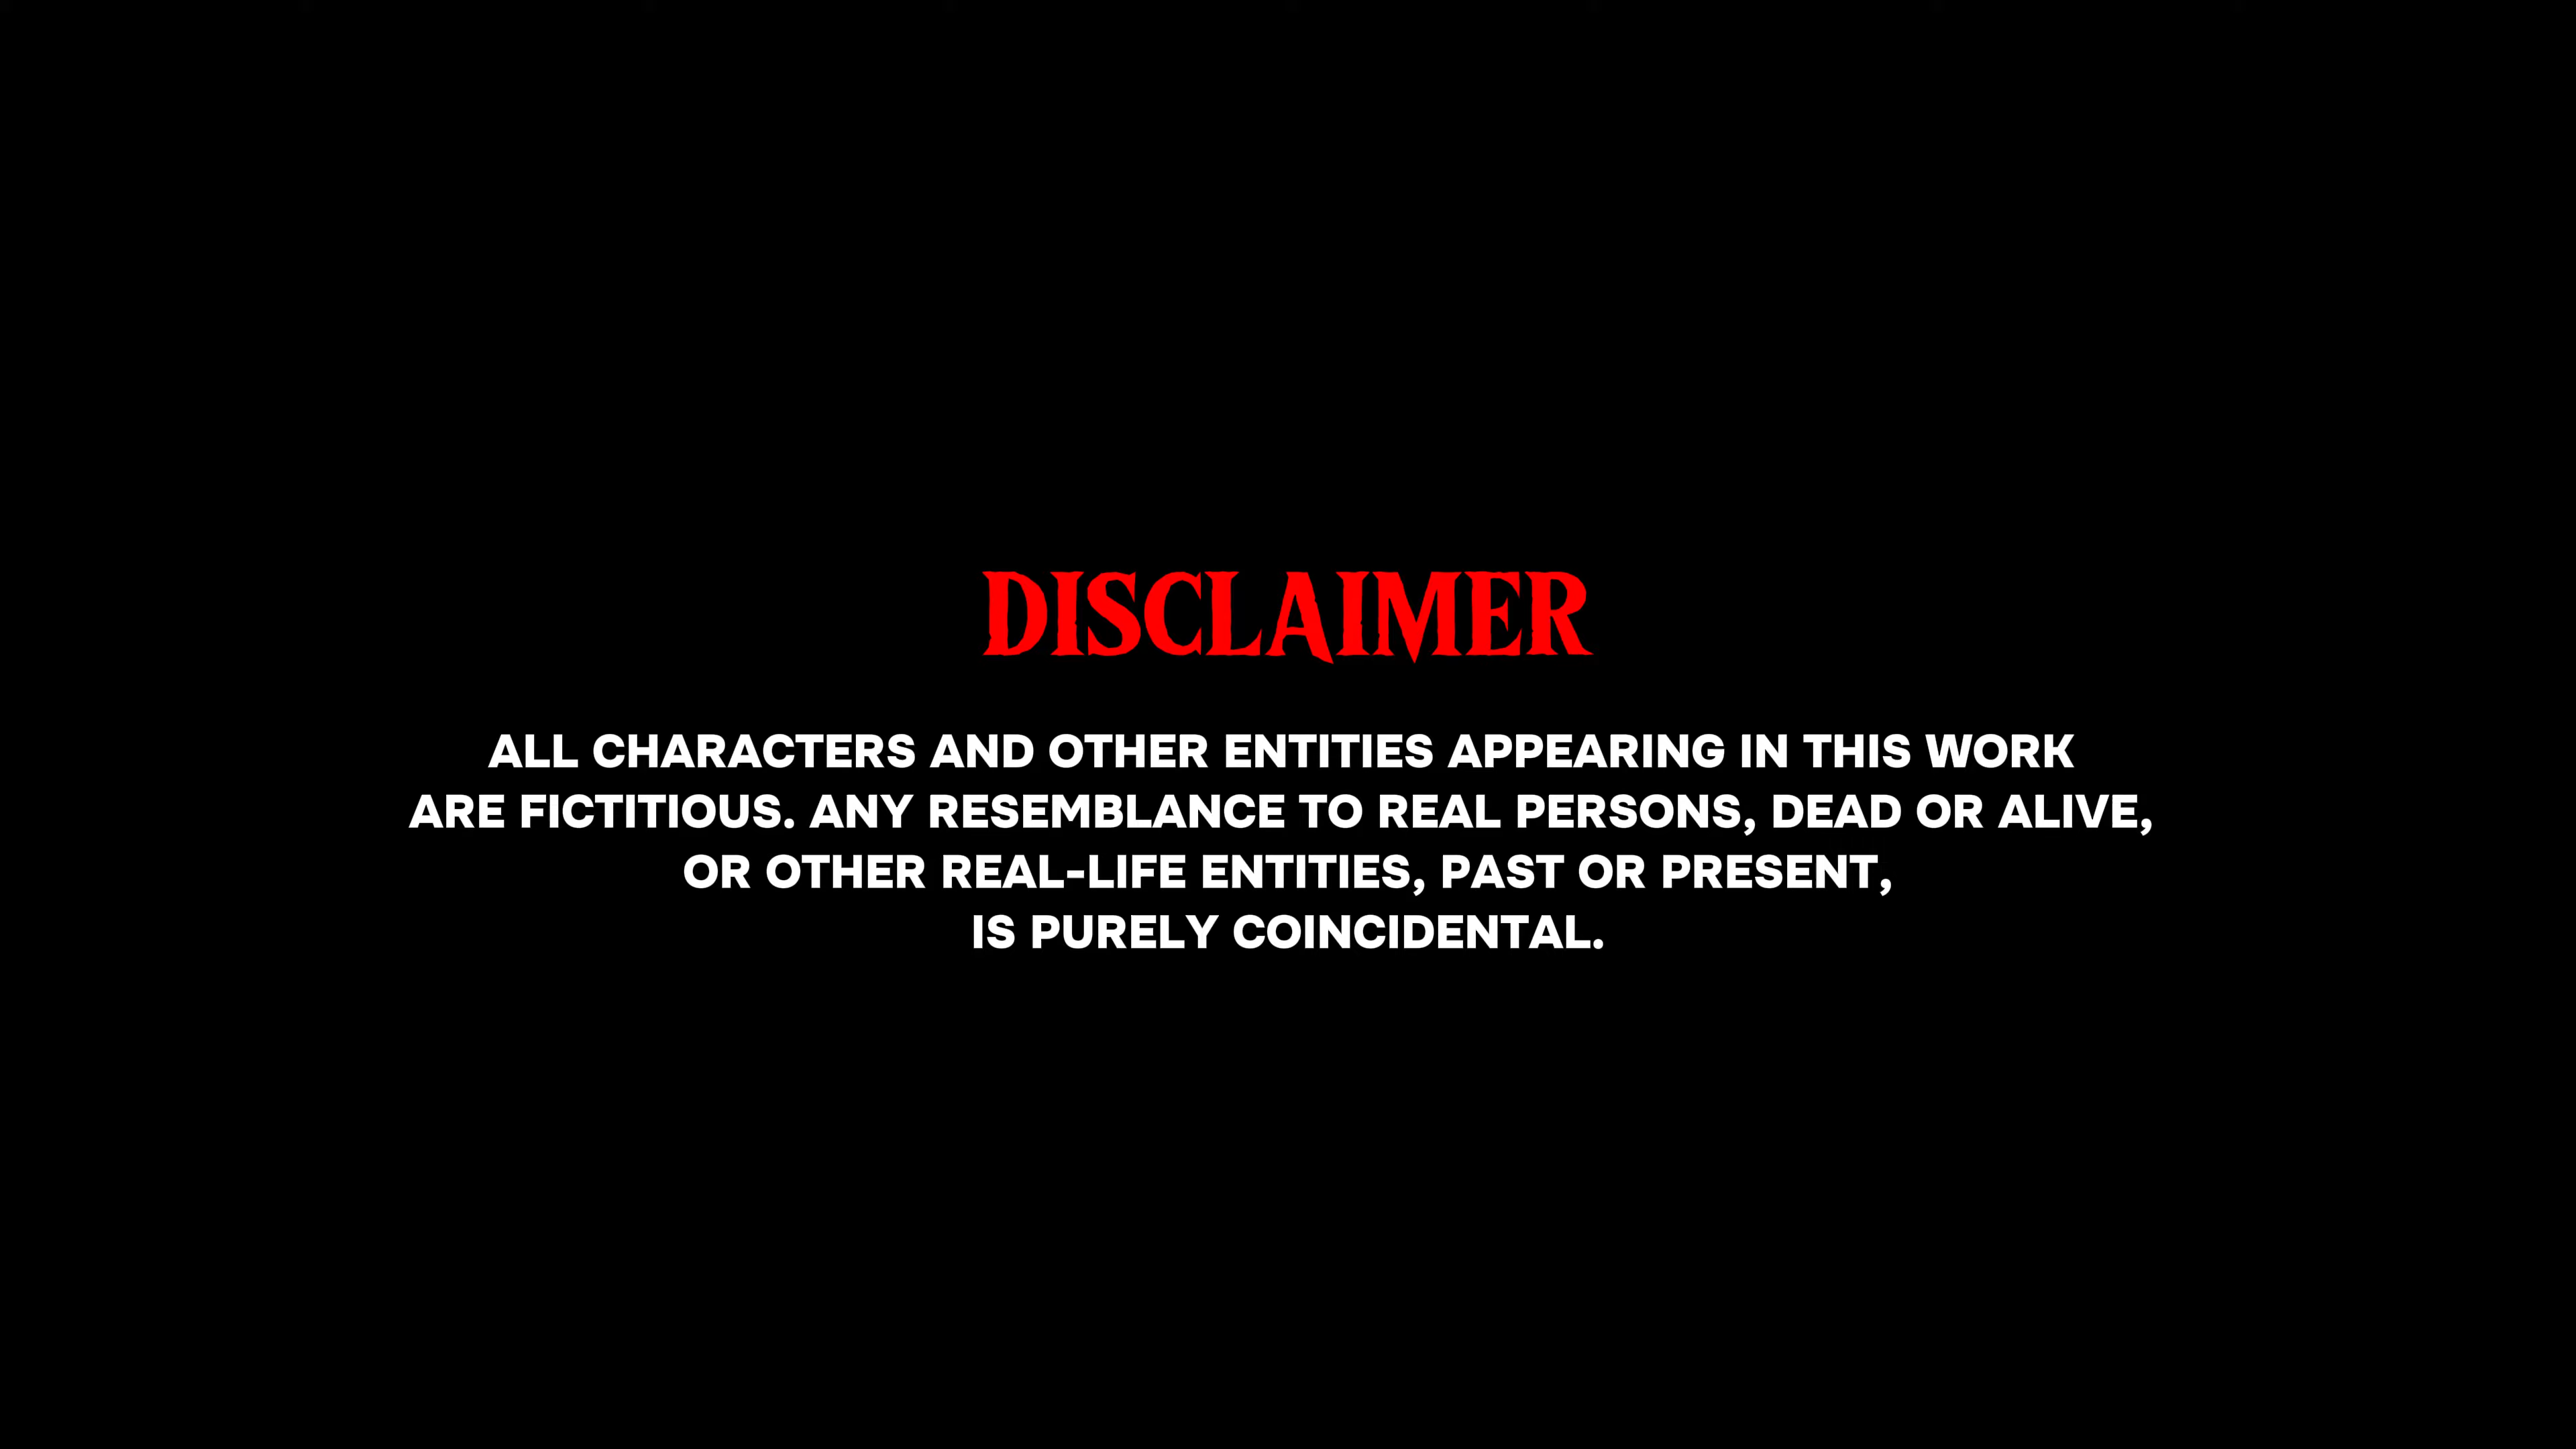 DISCLAIMER
ALL CHARACTERS AND OTHER ENTITIES APPEARING IN THIS WORK
ARE FICTITIOUS. ANY RESEMBLANCE TO REAL PERSONS, DEAD OR ALIVE,
OR OTHER REAL-LIFE ENTITIES, PAST OR PRESENT,
IS PURELY COINCIDENTAL.